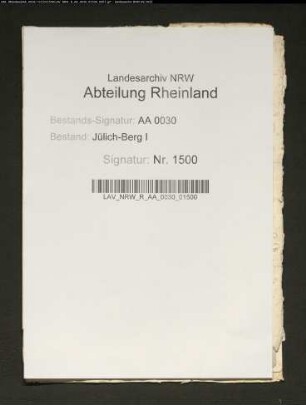 Landesarchiv NRW
Abteilung Rheinland
Bestands-Signatur: AA 0030
Bestand: Jülich-Berg I
Signatur: Nr. 1500
LAV_NRW_R_AA_0030_01500